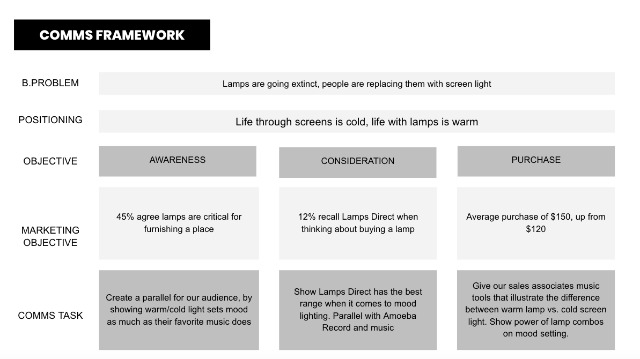 COMMS FRAMEWORK
B.PROBLEM
Lamps are going extinct, people are replacing them with screen light
POSITIONING
Life through screens is cold, life with lamps is warm
OBJECTIVE
AWARENESS
CONSIDERATION
PURCHASE
MARKETING
OBJECTIVE
45% agree lamps are critical for
furnishing a place
12% recall Lamps Direct when
thinking about buying a lamp
Average purchase of $150, up from
$120
COMMS TASK
Create a parallel for our audience, by
showing warm/cold light sets mood
as much as their favorite music does
Show Lamps Direct has the best
range when it comes to mood
lighting. Parallel with Amoeba
Record and music
Give our sales associates music
tools that illustrate the difference
between warm lamp vs. cold screen
light. Show power of lamp combos
on mood setting.